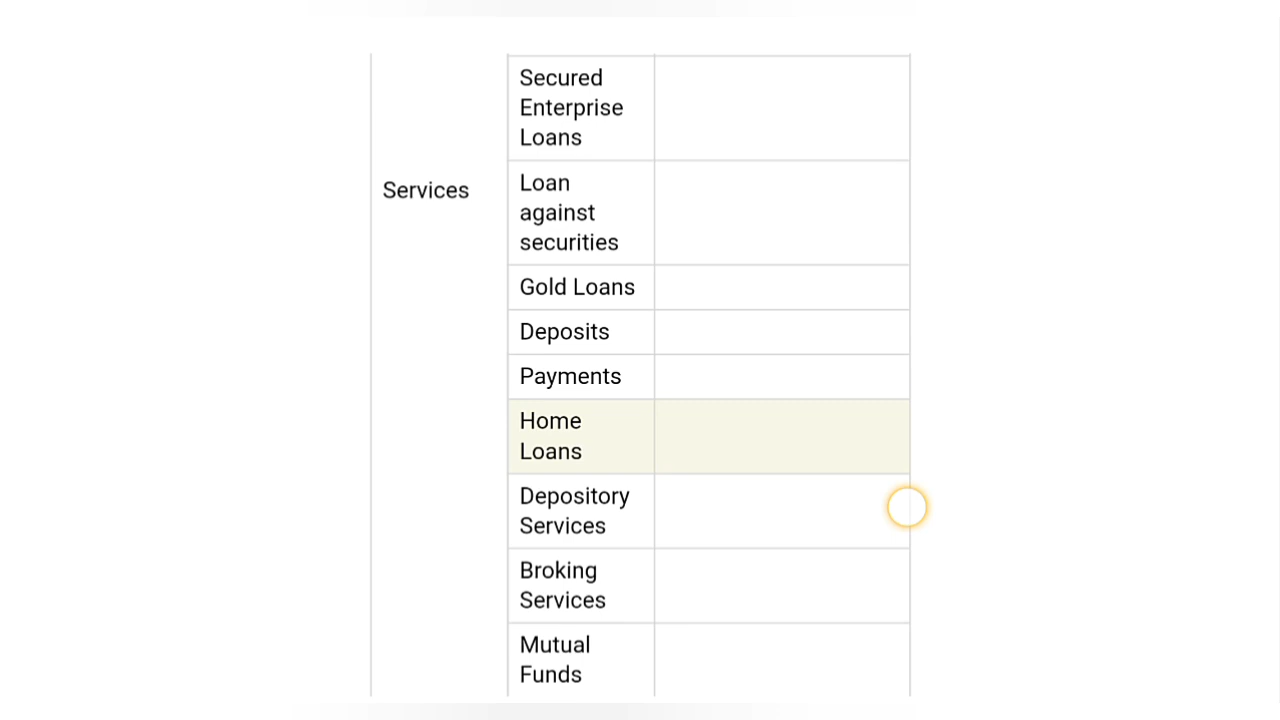 Services
Secured
Enterprise
Loans
Loan
against
securities
Gold Loans
Deposits
Payments
Home
Loans
Depository
Services
Broking
Services
Mutual
Funds